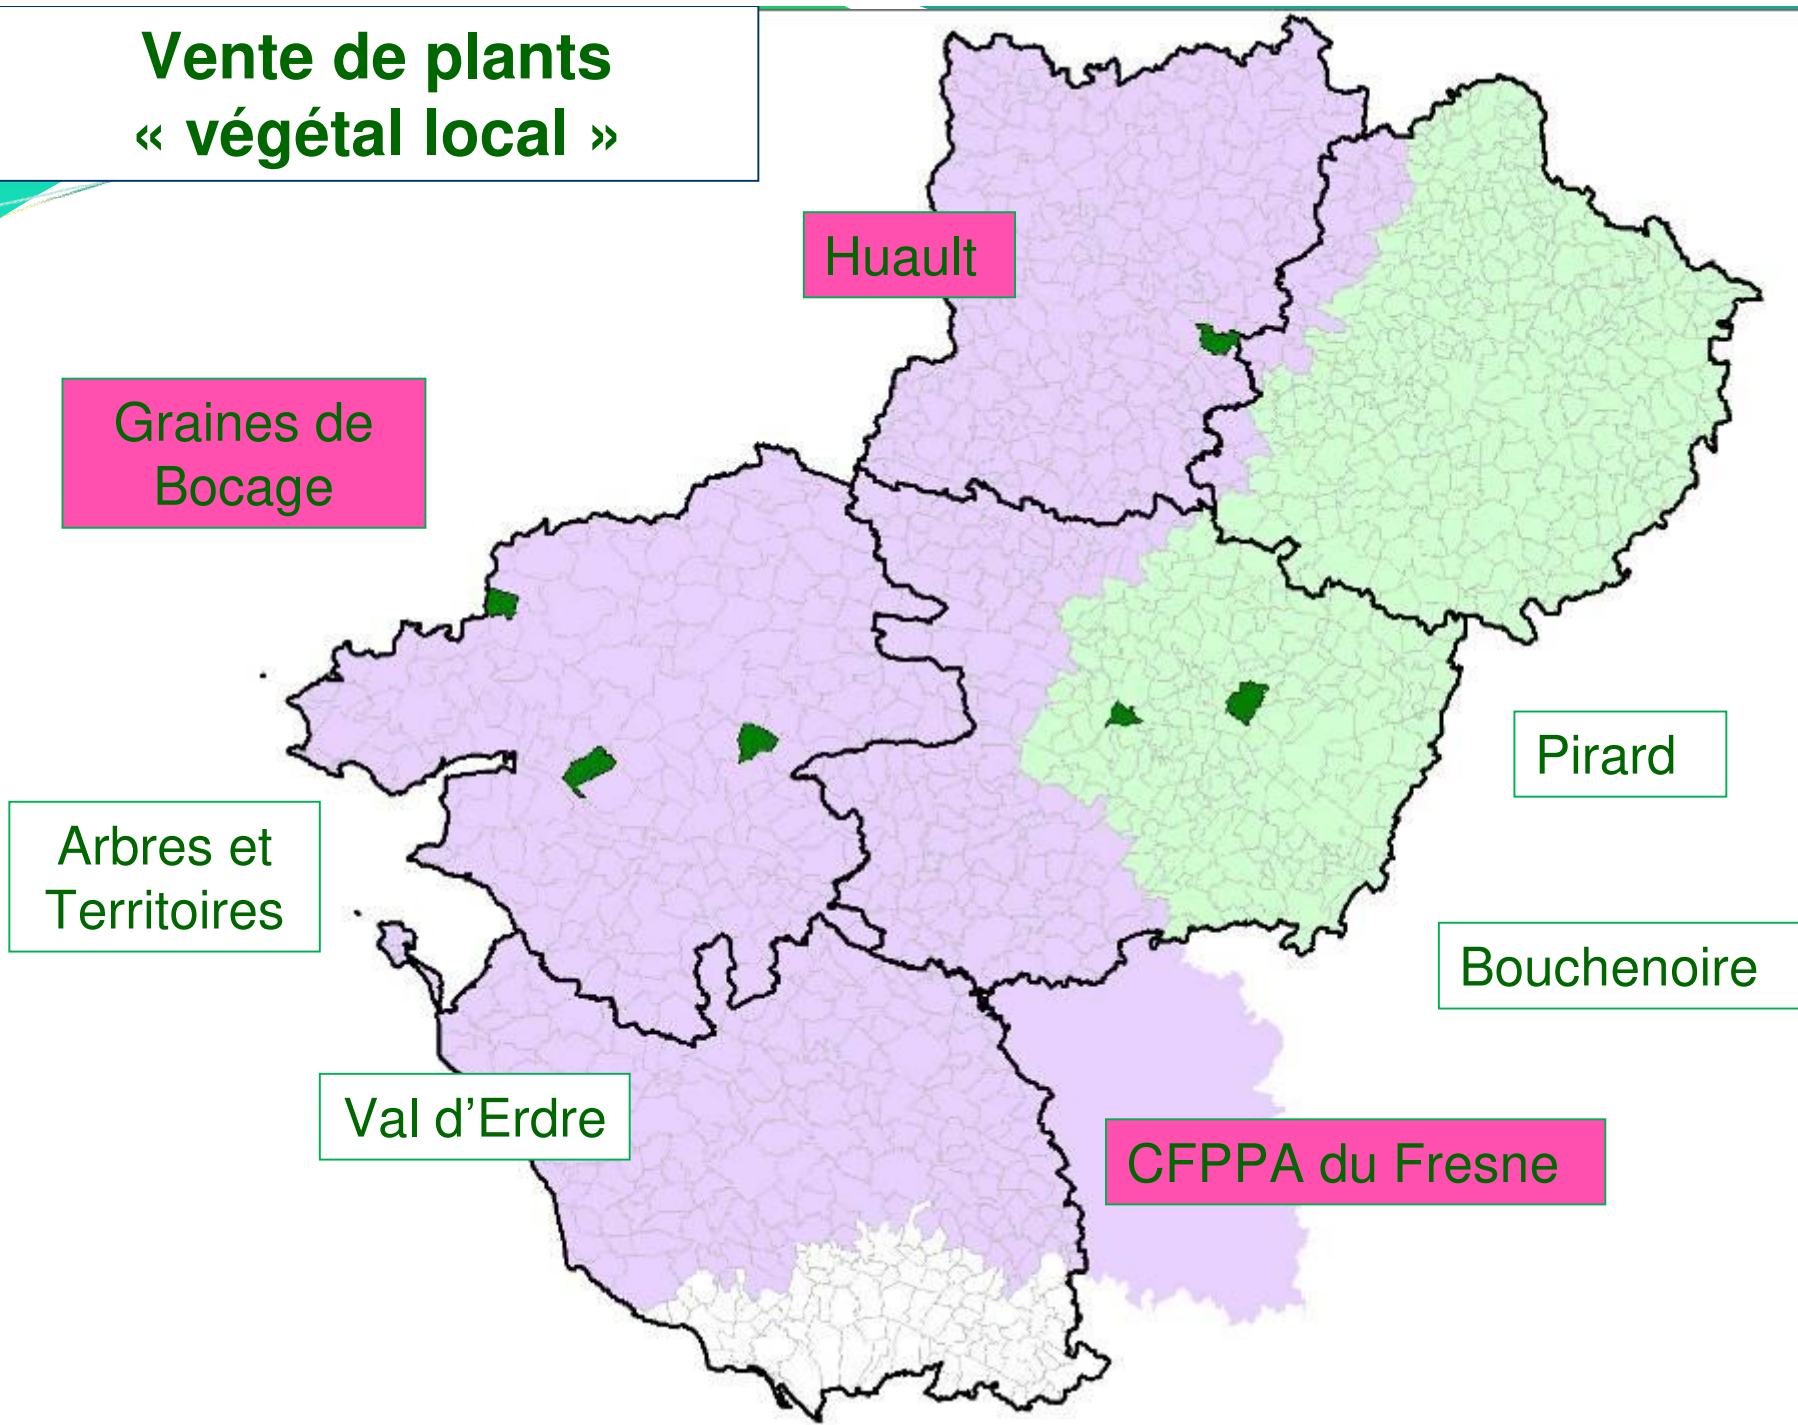 Vente de plants
« végétal local »
Huault
Graines de
Bocage
Pirard
Arbres et
Territoires
Bouchenoire
Val d’Erdre
CFPPA du Fresne